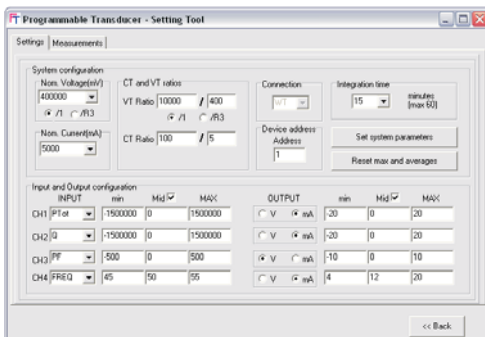 Programmable Transducer - Setting Tool
Settings Measurements
System configuration
Nom. Voltage(mV)
400000
/1 /R3
Nom. Current(mA)
5000
CT and VT ratios
VT Ratio 10000 / 400
/1 /R3
CT Ratio 100 / 5
Connection
W/T
Device address
Address
1
Integration time
15 minutes
(max 60)
Set system parameters
Reset max and averages
Input and Output configuration
INPUT min Mid MAX OUTPUT min Mid MAX
CH1 PTot -1500000 0 1500000 V mA -20 0 20
CH2 Q -1500000 0 1500000 V mA -20 0 20
CH3 PF -500 0 500 V mA -10 0 10
CH4 FREQ 45 50 55 V mA 4 12 20
<< Back